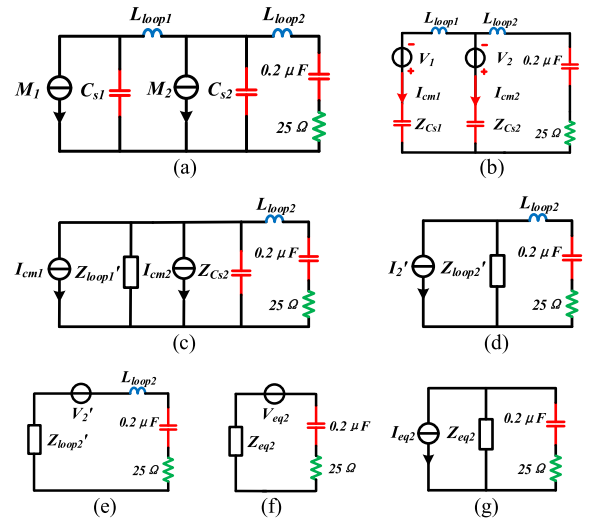 L_loop1 L_loop2
M_1 C_s1 M_2 C_s2 0.2 μF
25 Ω
(a)
L_loop1 L_loop2
V_1 V_2 0.2 μF
I_cm1 I_cm2
Z_Cs1 Z_Cs2 25 Ω
(b)
L_loop2
I_cm1 Z_loop1' I_cm2 Z_Cs2 0.2 μF
25 Ω
(c)
L_loop2
I_2' Z_loop2' 0.2 μF
25 Ω
(d)
L_loop2
V_2'
Z_loop2' 0.2 μF
25 Ω
(e)
V_eq2
Z_eq2 0.2 μF
25 Ω
(f)
I_eq2 Z_eq2 0.2 μF
25 Ω
(g)